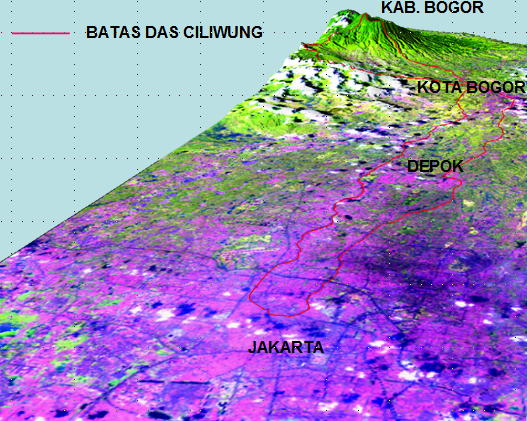 KAB. BOGOR
BATAS DAS CILIWUNG
KOTA BOGOR
DEPOK
JAKARTA